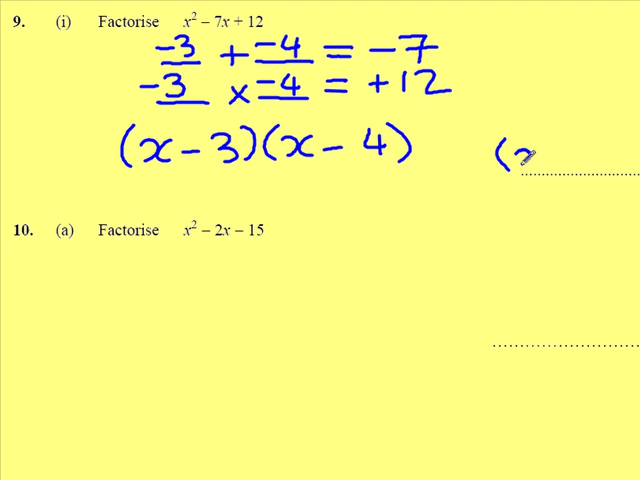 9. (i) Factorise x² – 7x + 12
-3 + -4 = -7
-3 x -4 = +12
(x - 3)(x - 4)
(x
10. (a) Factorise x² – 2x – 15